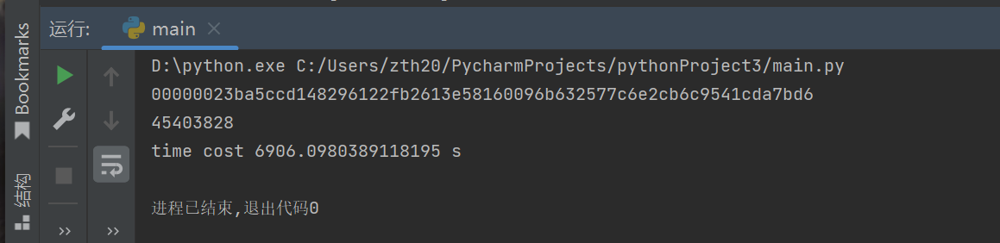 运行: main
D:\python.exe C:/Users/zth20/PycharmProjects/pythonProject3/main.py
00000023ba5ccd148296122fb2613e58160096b632577c6e2cb6c9541cda7bd6
45403828
time cost 6906.0980389118195 s
进程已结束,退出代码0
Bookmarks
结构